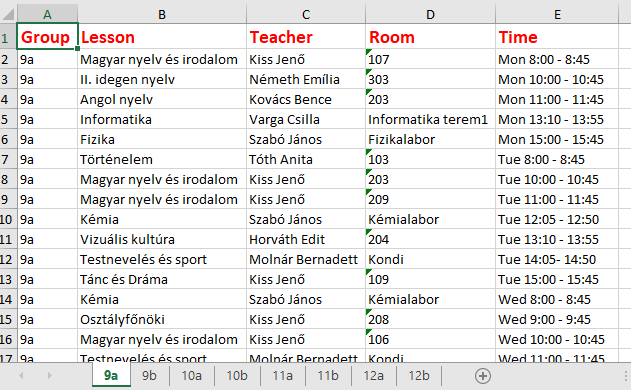 A B C D E
1 Group Lesson Teacher Room Time
2 9a Magyar nyelv és irodalom Kiss Jenő 107 Mon 8:00 - 8:45
3 9a II. idegen nyelv Németh Emília 303 Mon 10:00 - 10:45
4 9a Angol nyelv Kovács Bence 203 Mon 11:00 - 11:45
5 9a Informatika Varga Csilla Informatika terem1 Mon 13:10 - 13:55
6 9a Fizika Szabó János Fizikalabor Mon 15:00 - 15:45
7 9a Történelem Tóth Anita 103 Tue 8:00 - 8:45
8 9a Magyar nyelv és irodalom Kiss Jenő 203 Tue 10:00 - 10:45
9 9a Magyar nyelv és irodalom Kiss Jenő 209 Tue 11:00 - 11:45
10 9a Kémia Szabó János Kémialabor Tue 12:05 - 12:50
11 9a Vizuális kultúra Horváth Edit 204 Tue 13:10 - 13:55
12 9a Testnevelés és sport Molnár Bernadett Kondi Tue 14:05- 14:50
13 9a Tánc és Dráma Kiss Jenő 109 Tue 15:00 - 15:45
14 9a Kémia Szabó János Kémialabor Wed 8:00 - 8:45
15 9a Osztályfőnöki Kiss Jenő 208 Wed 9:00 - 9:45
16 9a Magyar nyelv és irodalom Kiss Jenő 106 Wed 10:00 - 10:45
17 9a Testnevelés és sport Molnár Bernadett Kondi Wed 11:00 - 11:45
9a 9b 10a 10b 11a 11b 12a 12b